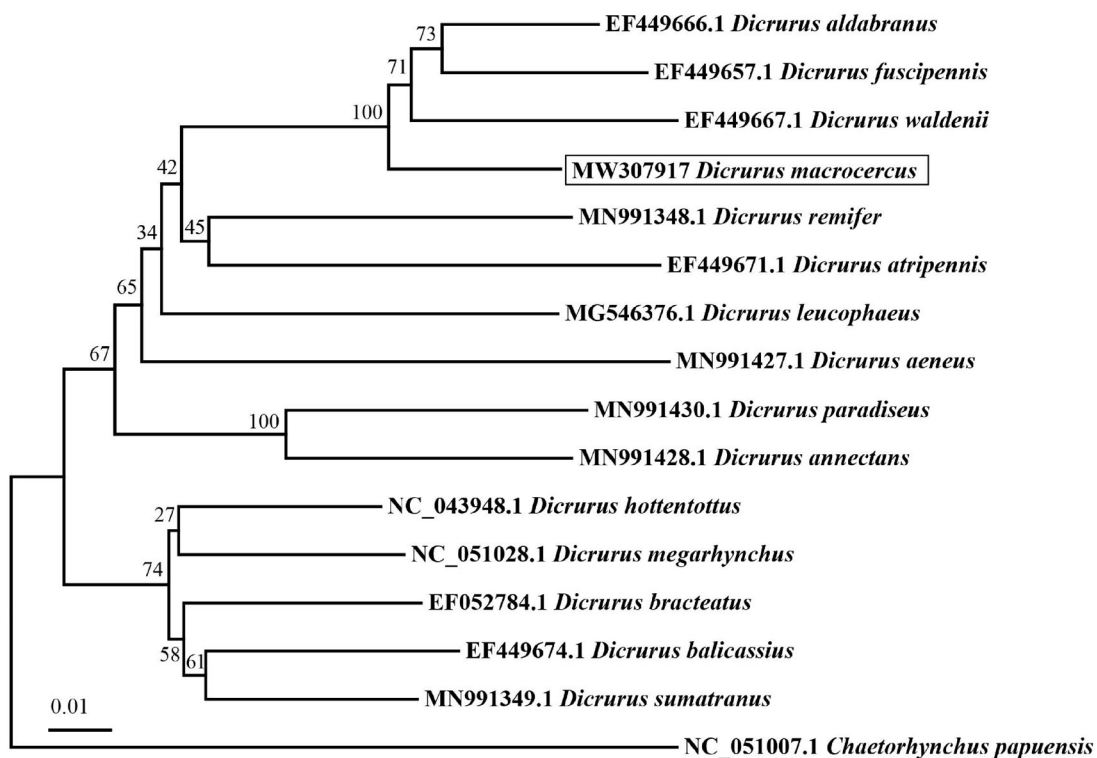 73
EF449666.1 Dicrurus aldabranus
71
EF449657.1 Dicrurus fuscipennis
100
EF449667.1 Dicrurus waldenii
42
MW307917 Dicrurus macrocercus
34
45
MN991348.1 Dicrurus remifer
EF449671.1 Dicrurus atripennis
65
MG546376.1 Dicrurus leucophaeus
67
MN991427.1 Dicrurus aeneus
100
MN991430.1 Dicrurus paradiseus
MN991428.1 Dicrurus annectans
27
NC_043948.1 Dicrurus hottentottus
74
NC_051028.1 Dicrurus megarhynchus
EF052784.1 Dicrurus bracteatus
58
61
EF449674.1 Dicrurus balicassius
MN991349.1 Dicrurus sumatranus
0.01
NC_051007.1 Chaetorhynchus papuensis